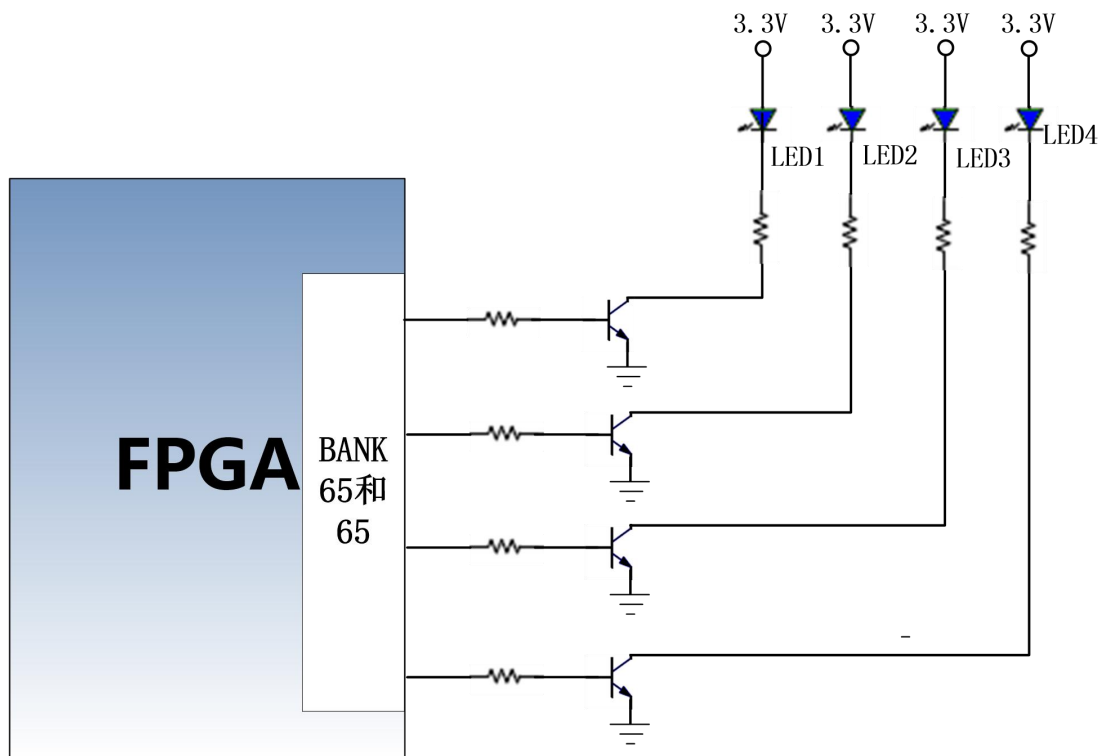 3.3V 3.3V 3.3V 3.3V
LED1
LED2
LED3
LED4
FPGA
BANK
65和
65